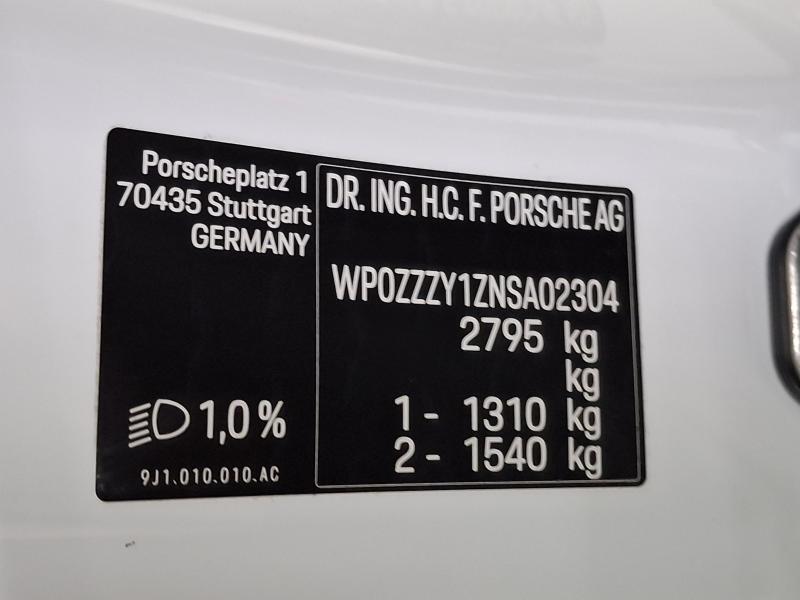 Porscheplatz 1
70435 Stuttgart
GERMANY
1,0 %
9J1.010.010.AC
DR. ING. H.C. F. PORSCHE AG
WP0ZZZY1ZNSA02304
2795 kg
kg
1 - 1310 kg
2 - 1540 kg